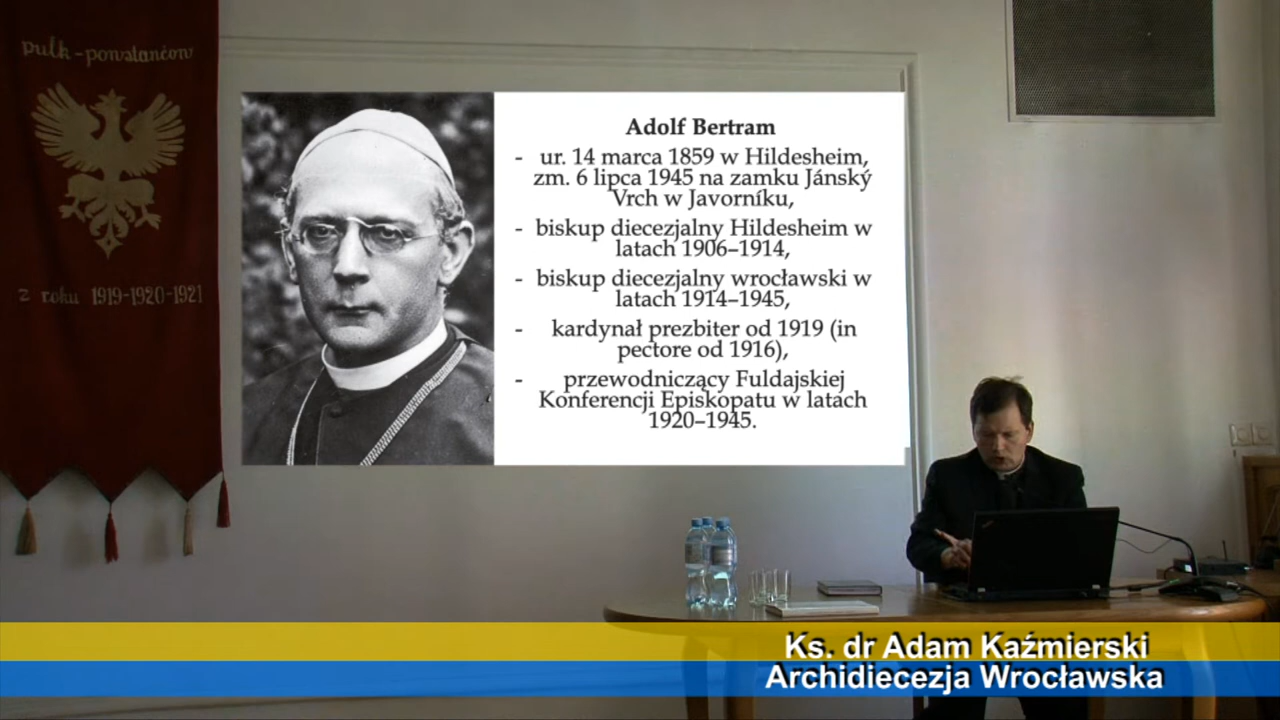 pułk-powstańców
z roku 1919-1920-1921
Adolf Bertram
- ur. 14 marca 1859 w Hildesheim,
zm. 6 lipca 1945 na zamku Jánský
Vrch w Javorníku,
- biskup diecezjalny Hildesheim w
latach 1906–1914,
- biskup diecezjalny wrocławski w
latach 1914–1945,
- kardynał prezbiter od 1919 (in
pectore od 1916),
- przewodniczący Fuldajskiej
Konferencji Episkopatu w latach
1920–1945.
Ks. dr Adam Kaźmierski
Archidiecezja Wrocławska